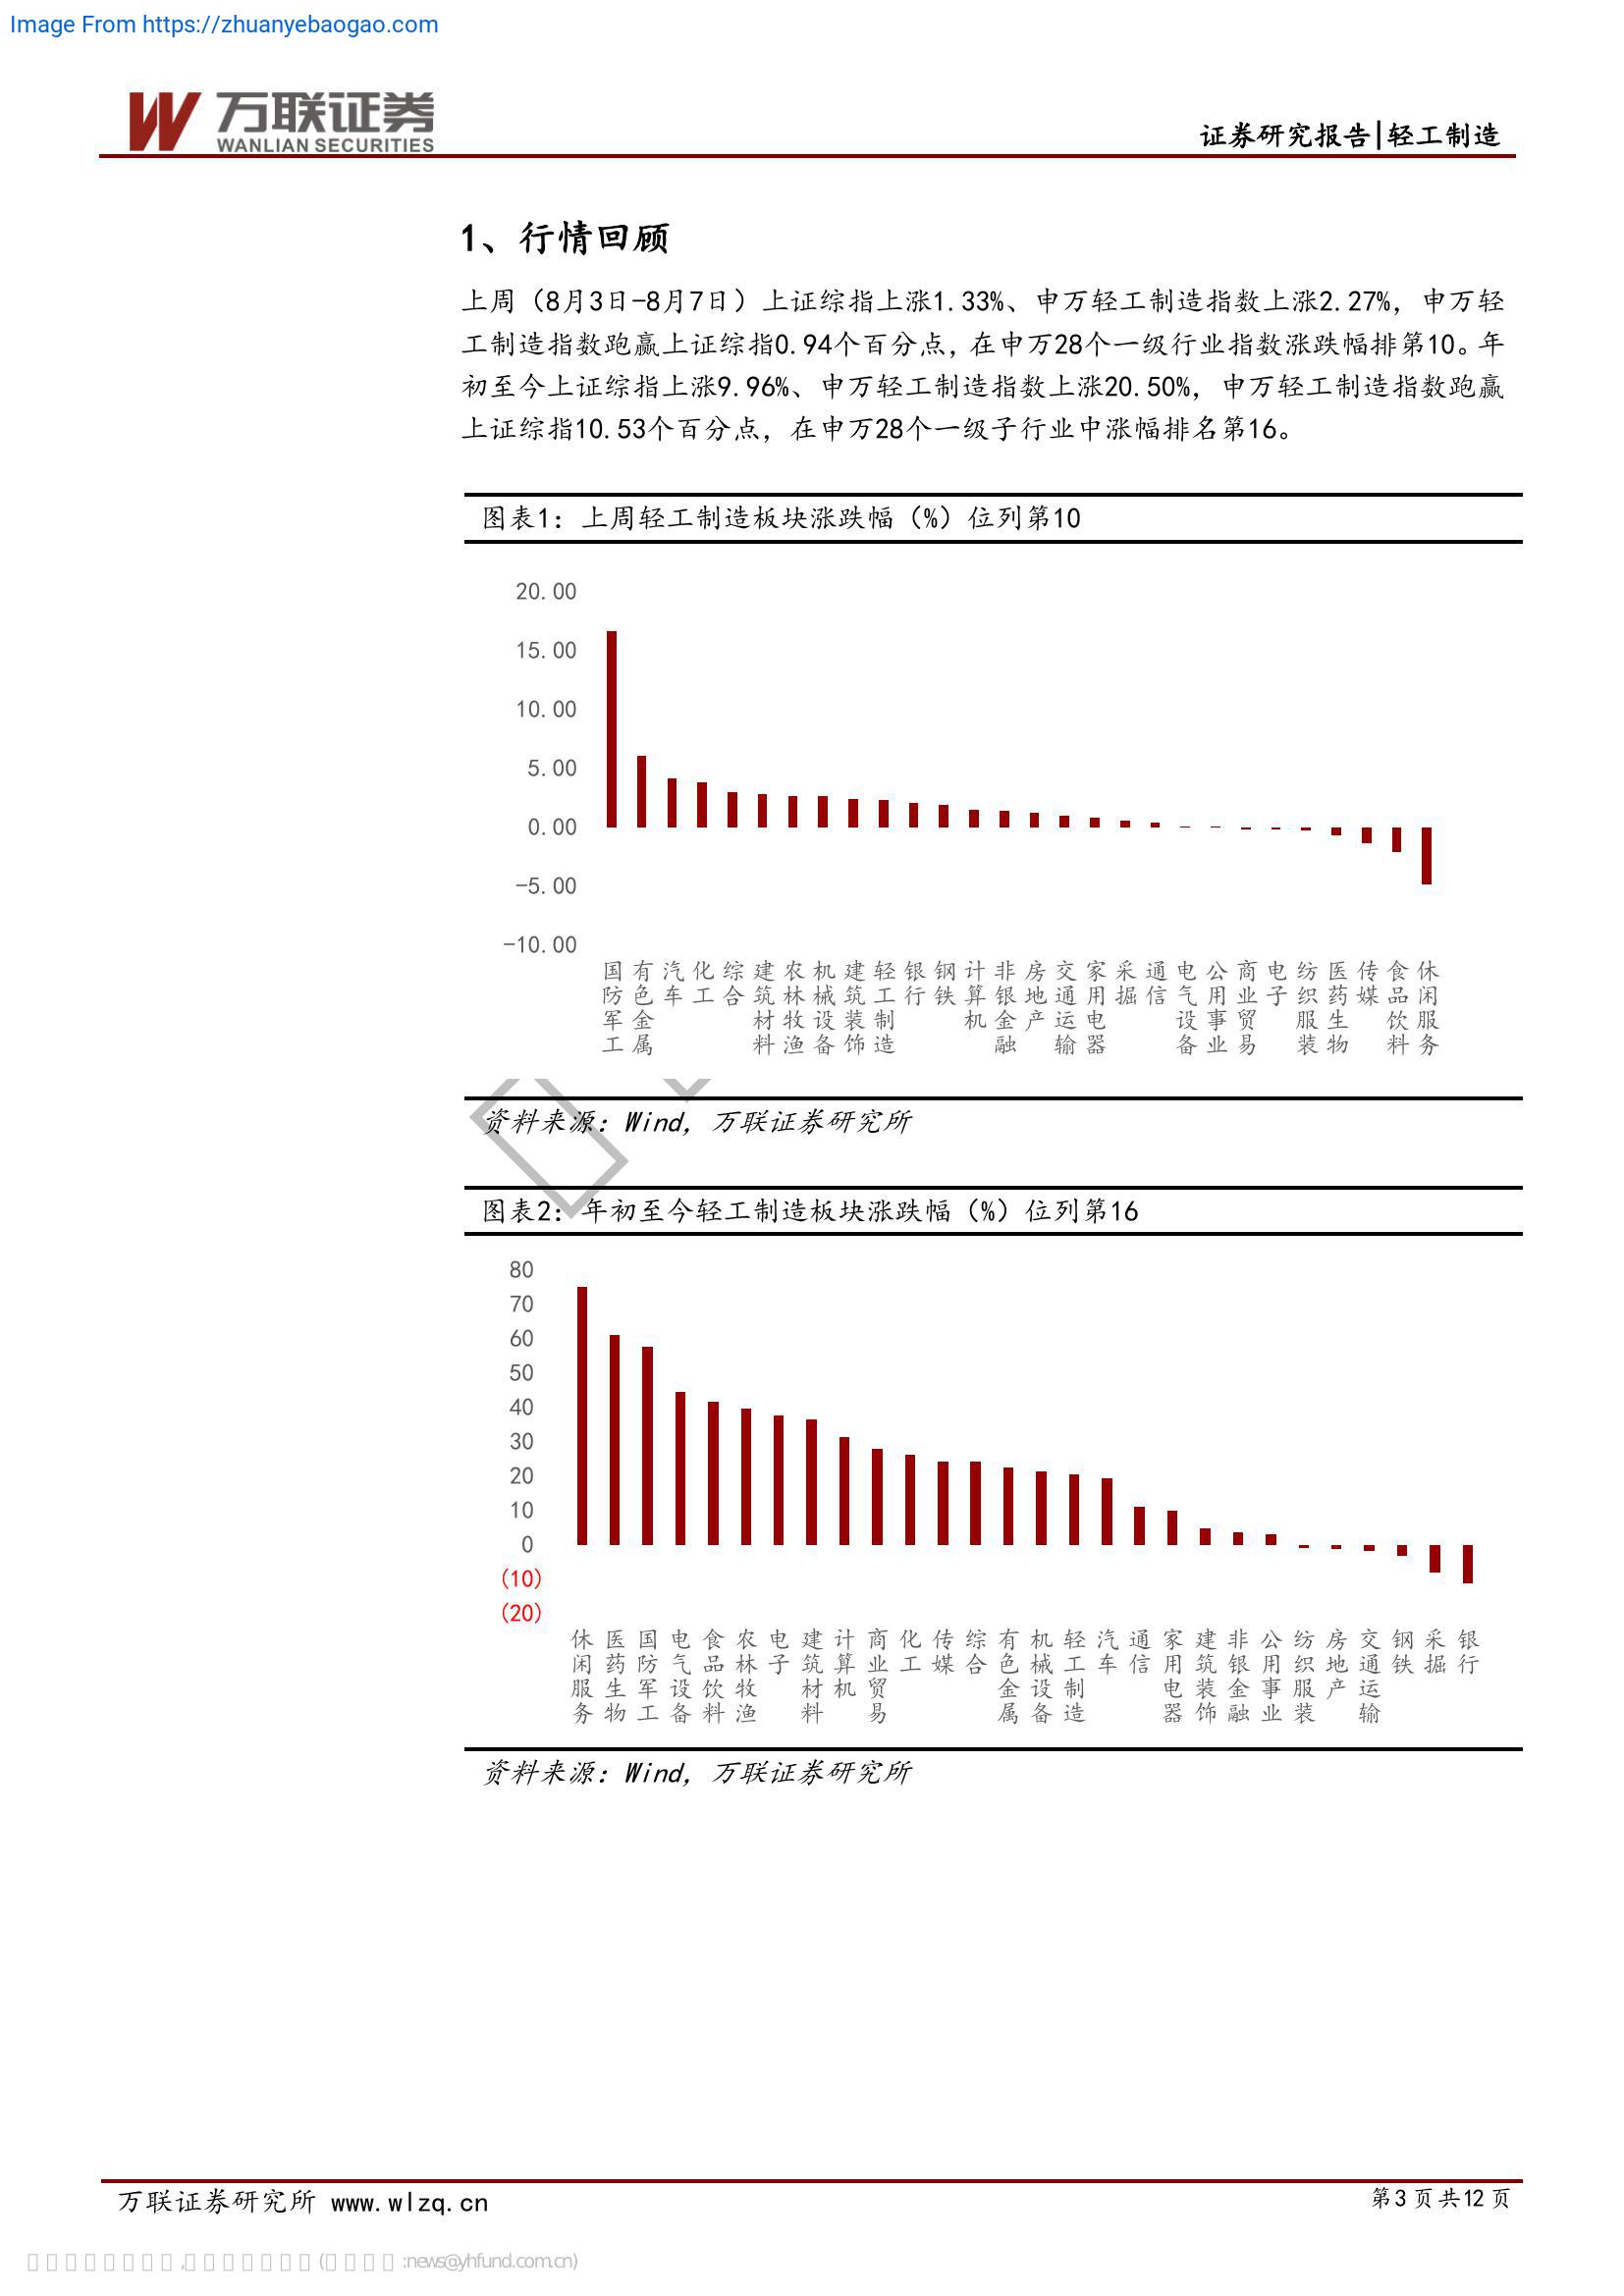 Image From https://zhuanyebaogao.com
万联证券
WANLIAN SECURITIES
证券研究报告|轻工制造
1、行情回顾
上周（8月3日-8月7日）上证综指上涨1.33%、申万轻工制造指数上涨2.27%，申万轻
工制造指数跑赢上证综指0.94个百分点，在申万28个一级行业指数涨跌幅排第10。年
初至今上证综指上涨9.96%、申万轻工制造指数上涨20.50%，申万轻工制造指数跑赢
上证综指10.53个百分点，在申万28个一级子行业中涨幅排名第16。
图表1：上周轻工制造板块涨跌幅（%）位列第10
20.00
15.00
10.00
5.00
0.00
-5.00
-10.00
国防军工 有色金属 汽车 化工 综合 建筑材料 农林牧渔 机械设备 建筑装饰 轻工制造 银行 钢铁 计算机 非银金融 房地产 交通运输 家用电器 采掘 通信 电气设备 公用事业 商业贸易 电子 纺织服装 医药生物 传媒 食品饮料 休闲服务
资料来源：Wind，万联证券研究所
图表2：年初至今轻工制造板块涨跌幅（%）位列第16
80
70
60
50
40
30
20
10
0
(10)
(20)
休闲服务 医药生物 国防军工 电气设备 食品饮料 农林牧渔 电子 建筑材料 计算机 商业贸易 化工 传媒 综合 有色金属 机械设备 轻工制造 汽车 通信 家用电器 建筑装饰 非银金融 公用事业 纺织服装 房地产 交通运输 钢铁 采掘 银行
资料来源：Wind，万联证券研究所
万联证券研究所 www.wlzq.cn
第3页共12页
:news@yhfund.com.cn)